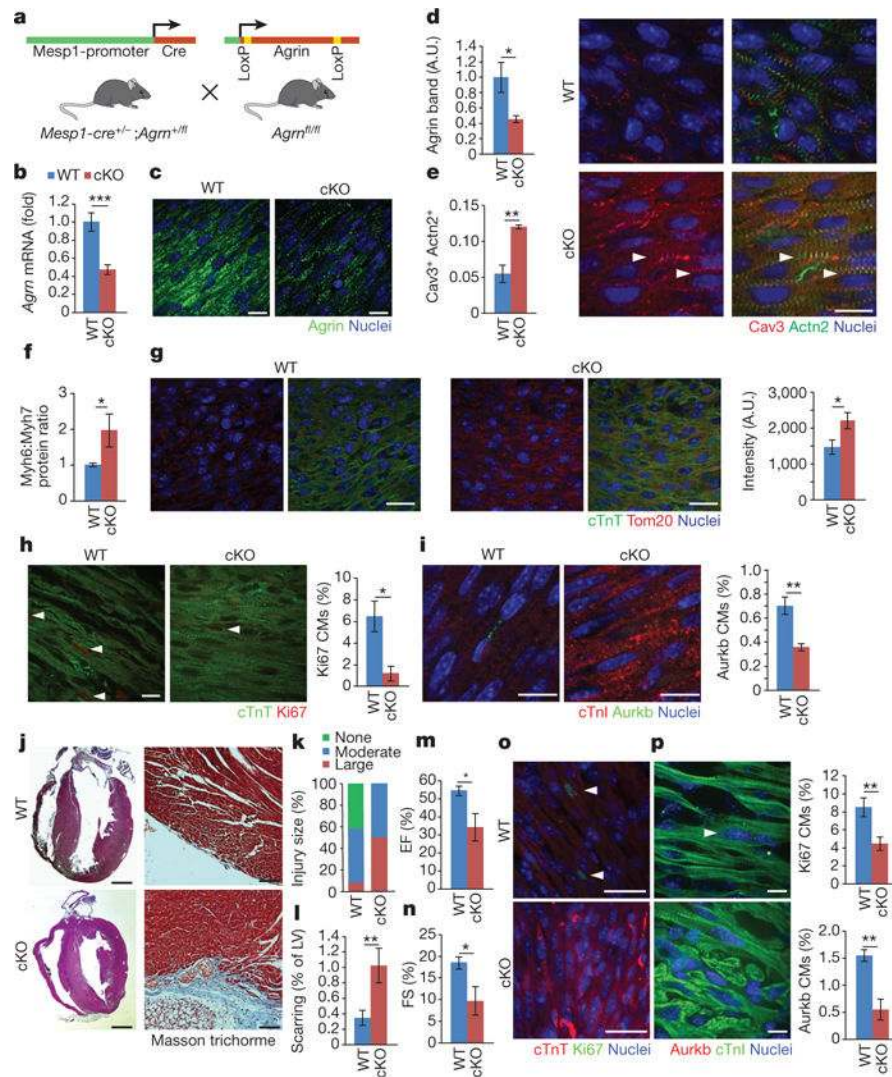 a
Mesp1-promoter Cre
LoxP Agrin LoxP
×
Mesp1-cre+/−;Agrn+/fl
Agrnfl/fl
b
WT cKO
Agrn mRNA (fold)
1.2
1.0
0.8
0.6
0.4
0.2
0
***
WT
cKO
c
WT cKO
Agrin Nuclei
d
Agrin band (A.U.)
1.4
1.2
1.0
0.8
0.6
0.4
0.2
0
*
WT
cKO
WT
e
Cav3+ Actn2+
0.15
0.10
0.05
0
**
WT
cKO
cKO
Cav3 Actn2 Nuclei
f
Myh6:Myh7
protein ratio
3
2
1
0
*
WT
cKO
g
WT
cKO
cTnT Tom20 Nuclei
Intensity (A.U.)
3,000
2,000
1,000
0
*
WT
cKO
h
WT cKO
cTnT Ki67
Ki67 CMs (%)
10
8
6
4
2
0
*
WT
cKO
i
WT cKO
cTnI Aurkb Nuclei
Aurkb CMs (%)
1.0
0.8
0.6
0.4
0.2
0
**
WT
cKO
j
WT
cKO
Masson trichorme
k
None
Moderate
Large
Injury size (%)
100
80
60
40
20
0
WT
cKO
l
Scarring (% of LV)
1.4
1.2
1.0
0.8
0.6
0.4
0.2
0
**
WT
cKO
m
EF (%)
60
50
40
30
20
10
0
*
WT
cKO
n
FS (%)
25
20
15
10
5
0
*
WT
cKO
o
WT
cKO
cTnT Ki67 Nuclei
p
Aurkb cTnI Nuclei
Ki67 CMs (%)
10
8
6
4
2
0
**
WT
cKO
Aurkb CMs (%)
2.0
1.5
1.0
0.5
0
**
WT
cKO